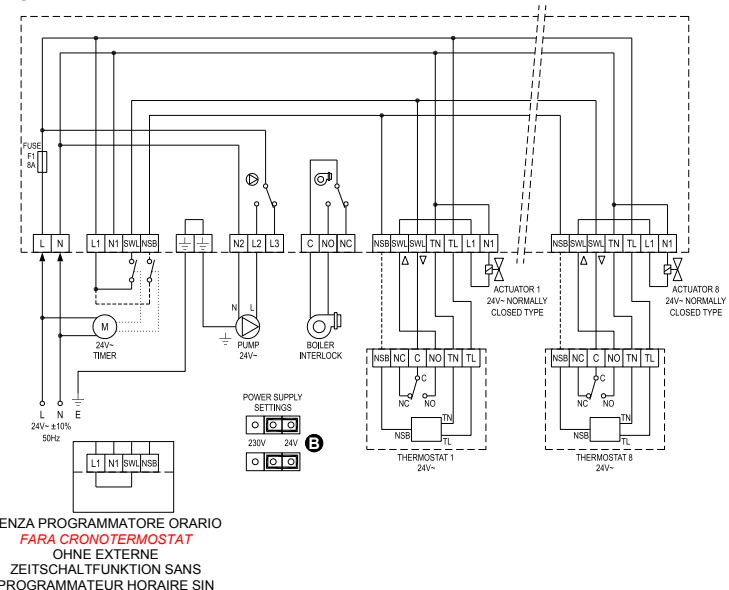 FUSE
F1
8A
L N L1 N1 SWL NSB N2 L2 L3 C NO NC NSB SWL SWL TN TL L1 N1 NSB SWL SWL TN TL L1 N1
ACTUATOR 1
24V~ NORMALLY
CLOSED TYPE
ACTUATOR 8
24V~ NORMALLY
CLOSED TYPE
M
24V~
TIMER
N L
PUMP
24V~
BOILER
INTERLOCK
NSB NC C NO TN TL
C
NC NO
TN
NSB
TL
THERMOSTAT 1
24V~
NSB NC C NO TN TL
C
NC NO
TN
NSB
TL
THERMOSTAT 8
24V~
L N E
24V~ ±10%
50Hz
POWER SUPPLY
SETTINGS
230V 24V B
L1 N1 SWL NSB
ENZA PROGRAMMATORE ORARIO
FARA CRONOTERMOSTAT
OHNE EXTERNE
ZEITSCHALTFUNKTION SANS
PROGRAMMATEUR HORAIRE SIN